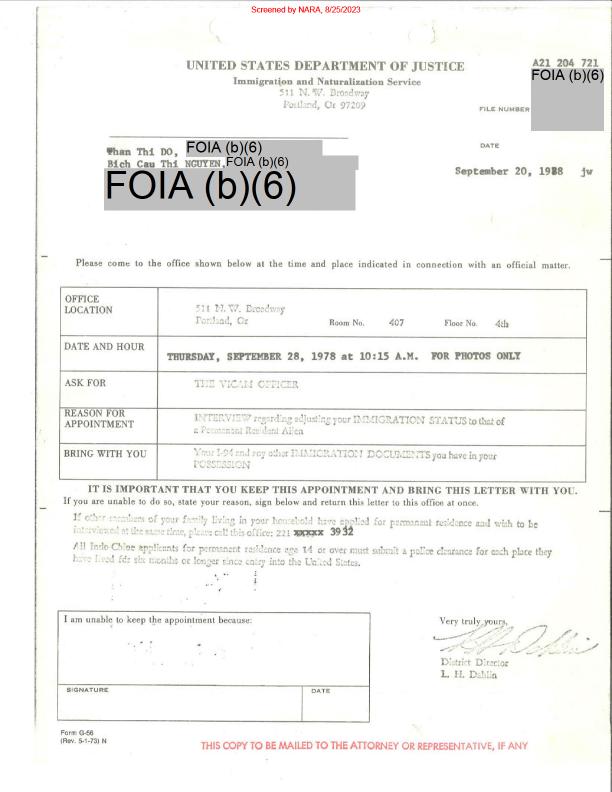 Screened by NARA, 8/25/2023
UNITED STATES DEPARTMENT OF JUSTICE
Immigration and Naturalization Service
511 N. W. Broadway
Portland, Or 97209
A21 204 721
FOIA (b)(6)
FILE NUMBER
DATE
September 20, 1988 jw
Than Thi DO, FOIA (b)(6)
Bich Cau Thi NGUYEN, FOIA (b)(6)
FOIA (b)(6)
Please come to the office shown below at the time and place indicated in connection with an official matter.
OFFICE
LOCATION
511 N. W. Broadway
Portland, Or Room No. 407 Floor No. 4th
DATE AND HOUR
THURSDAY, SEPTEMBER 28, 1978 at 10:15 A.M. FOR PHOTOS ONLY
ASK FOR
THE VICAM OFFICER
REASON FOR
APPOINTMENT
INTERVIEW regarding adjusting your IMMIGRATION STATUS to that of
a Permanent Resident Alien
BRING WITH YOU
Your I-94 and any other IMMIGRATION DOCUMENTS you have in your
POSSESSION
IT IS IMPORTANT THAT YOU KEEP THIS APPOINTMENT AND BRING THIS LETTER WITH YOU.
If you are unable to do so, state your reason, sign below and return this letter to this office at once.
If other members of your family living in your household have applied for permanent residence and wish to be
interviewed at the same time, please call this office: 221 xxxxx 3932
All Indo-Chine applicants for permanent residence age 14 or over must submit a police clearance for each place they
have lived fdr six months or longer since entry into the United States.
I am unable to keep the appointment because:
SIGNATURE
DATE
Very truly yours,
District Director
L. H. Dahlin
Form G-56
(Rev. 5-1-73) N
THIS COPY TO BE MAILED TO THE ATTORNEY OR REPRESENTATIVE, IF ANY